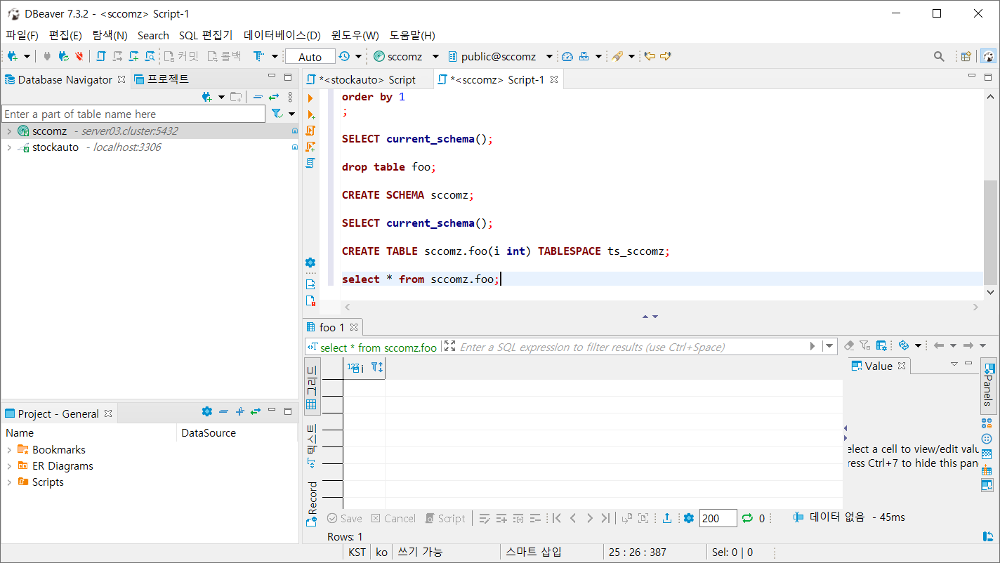 DBeaver 7.3.2 - <sccomz> Script-1
파일(F) 편집(E) 탐색(N) Search SQL 편집기 데이터베이스(D) 윈도우(W) 도움말(H)
커밋 롤백 Auto sccomz public@sccomz
Database Navigator 프로젝트
Enter a part of table name here
sccomz - server03.cluster:5432
stockauto - localhost:3306
*<stockauto> Script *<sccomz> Script-1
order by 1
;
SELECT current_schema();
drop table foo;
CREATE SCHEMA sccomz;
SELECT current_schema();
CREATE TABLE sccomz.foo(i int) TABLESPACE ts_sccomz;
select * from sccomz.foo;
foo 1
select * from sccomz.foo Enter a SQL expression to filter results (use Ctrl+Space)
그리드
텍스트
Record
123 i
Value
elect a cell to view/edit valu
ress Ctrl+7 to hide this pan
Panels
Save Cancel Script 200 0 데이터 없음 - 45ms
Rows: 1
Project - General
Name DataSource
Bookmarks
ER Diagrams
Scripts
KST ko 쓰기 가능 스마트 삽입 25 : 26 : 387 Sel: 0 | 0